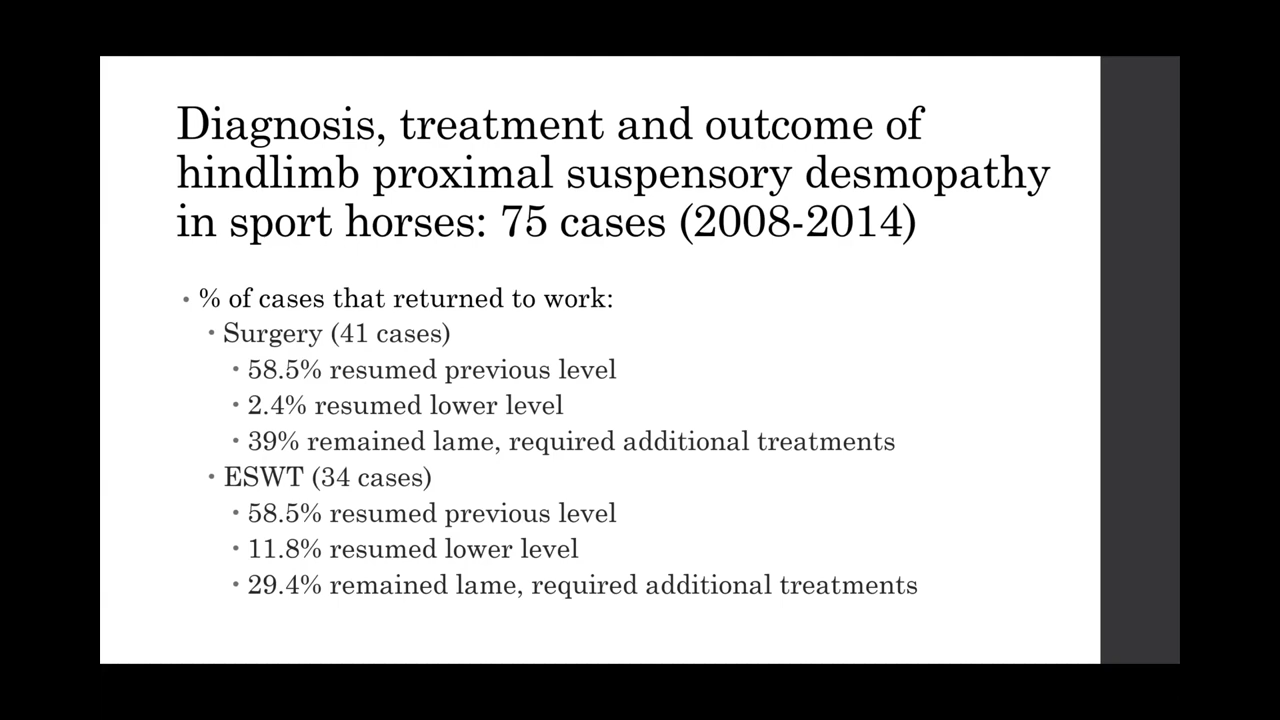 Diagnosis, treatment and outcome of
hindlimb proximal suspensory desmopathy
in sport horses: 75 cases (2008-2014)
• % of cases that returned to work:
• Surgery (41 cases)
• 58.5% resumed previous level
• 2.4% resumed lower level
• 39% remained lame, required additional treatments
• ESWT (34 cases)
• 58.5% resumed previous level
• 11.8% resumed lower level
• 29.4% remained lame, required additional treatments